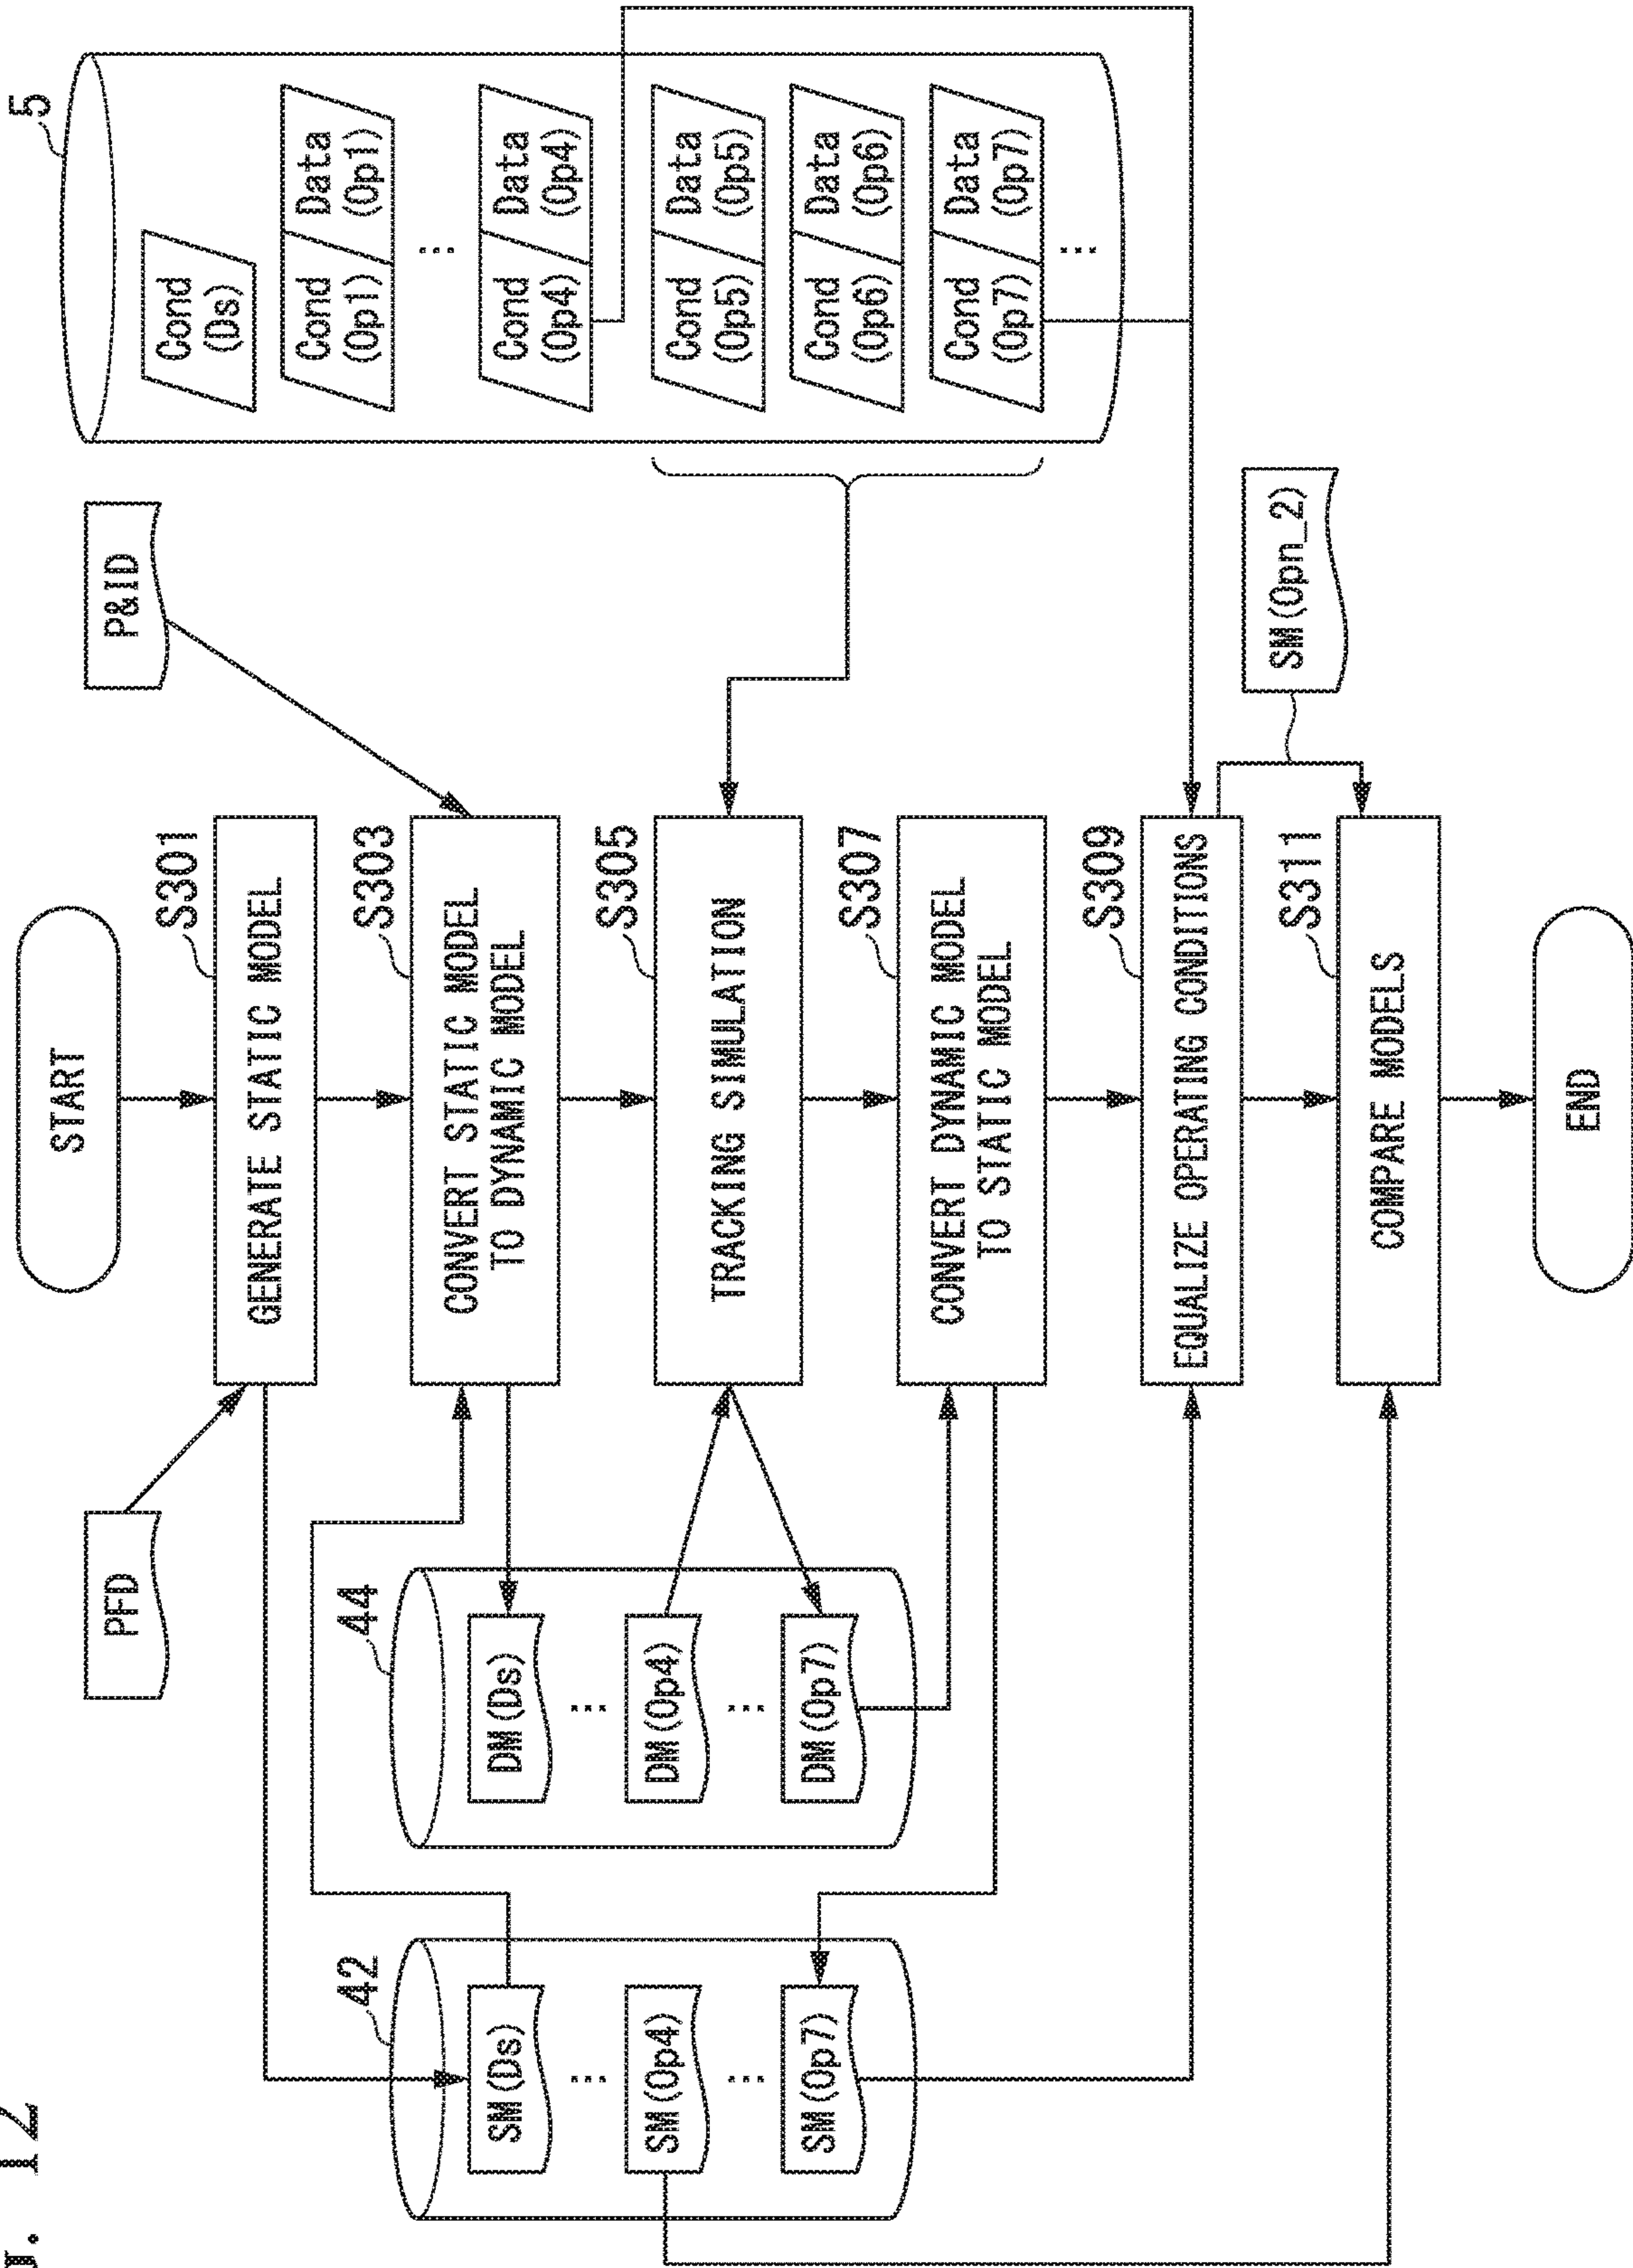 12
START
S301
GENERATE STATIC MODEL
S303
CONVERT STATIC MODEL
TO DYNAMIC MODEL
S305
TRACKING SIMULATION
S307
CONVERT DYNAMIC MODEL
TO STATIC MODEL
S309
EQUALIZE OPERATING CONDITIONS
S311
COMPARE MODELS
END
PFD
P&ID
42
SM(Ds)
...
SM(Op4)
...
SM(Op7)
44
DM(Ds)
...
DM(Op4)
...
DM(Op7)
5
Cond
(Ds)
Cond
(Op1)
Data
(Op1)
...
Cond
(Op4)
Data
(Op4)
Cond
(Op5)
Data
(Op5)
Cond
(Op6)
Data
(Op6)
Cond
(Op7)
Data
(Op7)
...
SM(Opn_2)